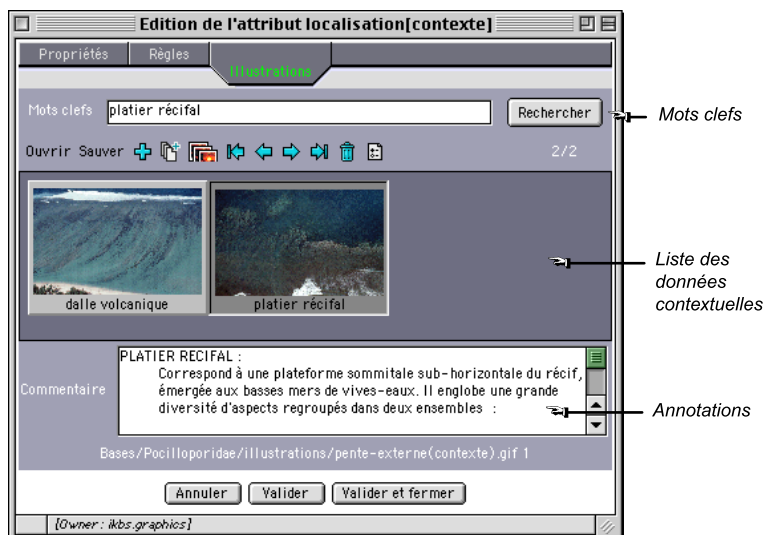 Edition de l'attribut localisation[contexte]
Propriétés Règles Illustrations
Mots clefs platier récifal Rechercher
Mots clefs
Ouvrir Sauver 2/2
dalle volcanique platier récifal
Liste des
données
contextuelles
PLATIER RECIFAL :
Correspond à une plateforme sommitale sub-horizontale du récif,
émergée aux basses mers de vives-eaux. Il englobe une grande
diversité d'aspects regroupés dans deux ensembles :
Commentaire
Annotations
Bases/Pocilloporidae/illustrations/pente-externe(contexte).gif 1
Annuler Valider Valider et fermer
[Owner : ikbs.graphics]